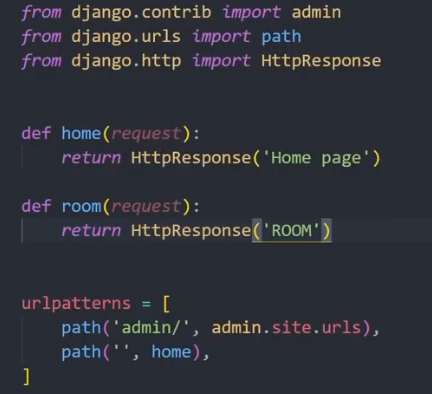 from django.contrib import admin
from django.urls import path
from django.http import HttpResponse
def home(request):
    return HttpResponse('Home page')
def room(request):
    return HttpResponse('ROOM')
urlpatterns = [
    path('admin/', admin.site.urls),
    path('', home),
]